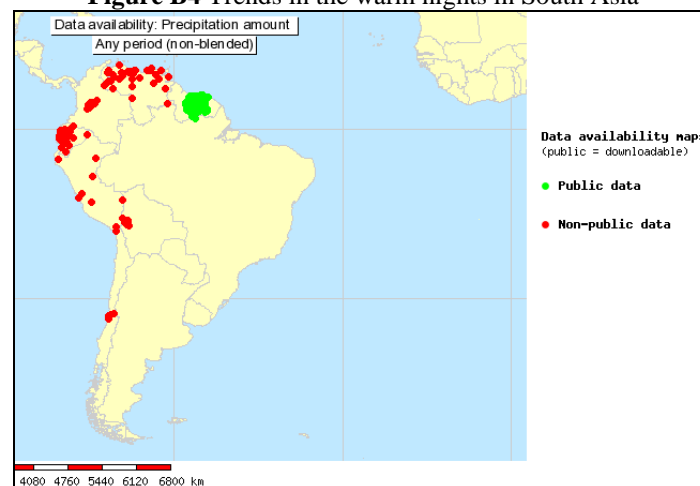 Figure B4 Trends in the warm nights in South Asia
Data availability: Precipitation amount
Any period (non-blended)
Data availability map:
(public = downloadable)
Public data
Non-public data
4080 4760 5440 6120 6800 km